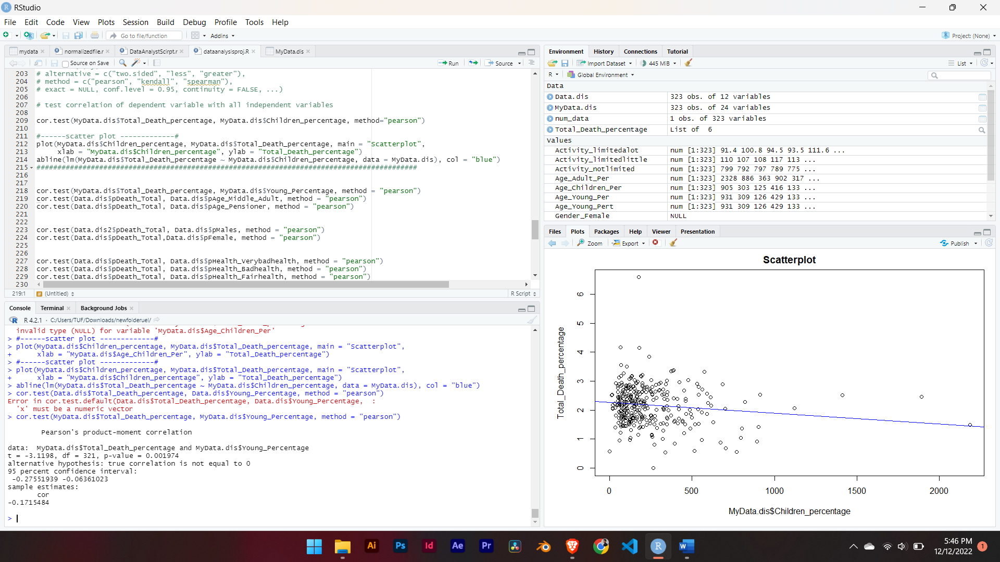 RStudio
File Edit Code View Plots Session Build Debug Profile Tools Help
Go to file/function Addins Project: (None)
mydata normalizedfile.r DataAnalystScirpt.r dataanalysisproj.R MyData.dis
Source on Save Run Source
203 # alternative = c("two.sided", "less", "greater"),
204 # method = c("pearson", "kendall", "spearman"),
205 # exact = NULL, conf.level = 0.95, continuity = FALSE, ...)
206
207 # test correlation of dependent variable with all independent variables
208
209 cor.test(MyData.dis$Total_Death_percentage, MyData.dis$Children_percentage, method="pearson")
210
211 #------scatter plot -------------#
212 plot(MyData.dis$Children_percentage, MyData.dis$Total_Death_percentage, main = "Scatterplot",
213 xlab = "MyData.dis$Children_percentage", ylab = "Total_Death_percentage")
214 abline(lm(MyData.dis$Total_Death_percentage ~ MyData.dis$Children_percentage, data = MyData.dis), col = "blue")
215 ###########################################################################################
216
217
218 cor.test(MyData.dis$Total_Death_percentage, MyData.dis$Young_Percentage, method = "pearson")
219 cor.test(Data.dis$pDeath_Total, Data.dis$pAge_Middle_Adult, method = "pearson")
220 cor.test(Data.dis$pDeath_Total, Data.dis$pAge_Pensioner, method = "pearson")
221
222
223 cor.test(Data.dis2$pDeath_Total, Data.dis$pMales, method = "pearson")
224 cor.test(Data.dis$pDeath_Total,Data.dis$pFemale, method = "pearson")
225
226
227 cor.test(Data.dis$pDeath_Total, Data.dis$pHealth_Verybadhealth, method = "pearson")
228 cor.test(Data.dis$pDeath_Total, Data.dis$pHealth_Badhealth, method = "pearson")
229 cor.test(Data.dis$pDeath_Total, Data.dis$pHealth_Fairhealth, method = "pearson")
230
219:1 # (Untitled) R Script
Console Terminal Background Jobs
R 4.2.1 · C:/Users/TUF/Downloads/newfolderuel/
invalid type (NULL) for variable 'MyData.dis$Age_Children_Per'
> #------scatter plot -------------#
> plot(MyData.dis$Children_percentage, MyData.dis$Total_Death_percentage, main = "Scatterplot",
+ xlab = "MyData.dis$Age_Children_Per", ylab = "Total_Death_percentage")
> #------scatter plot -------------#
> plot(MyData.dis$Children_percentage, MyData.dis$Total_Death_percentage, main = "Scatterplot",
+ xlab = "MyData.dis$Children_percentage", ylab = "Total_Death_percentage")
> abline(lm(MyData.dis$Total_Death_percentage ~ MyData.dis$Children_percentage, data = MyData.dis), col = "blue")
> cor.test(Data.dis$Total_Death_percentage, Data.dis$Young_Percentage, method = "pearson")
Error in cor.test.default(Data.dis$Total_Death_percentage, Data.dis$Young_Percentage, :
'x' must be a numeric vector
> cor.test(MyData.dis$Total_Death_percentage, MyData.dis$Young_Percentage, method = "pearson")
Pearson's product-moment correlation
data: MyData.dis$Total_Death_percentage and MyData.dis$Young_Percentage
t = -3.1198, df = 321, p-value = 0.001974
alternative hypothesis: true correlation is not equal to 0
95 percent confidence interval:
-0.27551939 -0.06361023
sample estimates:
cor
-0.1715484
>
Environment History Connections Tutorial
Import Dataset 445 MiB List
R Global Environment
Data
Data.dis 323 obs. of 12 variables
MyData.dis 323 obs. of 24 variables
num_data 1 obs. of 323 variables
Total_Death_percentage List of 6
Values
Activity_limitedalot num [1:323] 91.4 100.8 94.5 93.5 111.6 ...
Activity_limitedlittle num [1:323] 110 107 108 117 113 ...
Activity_notlimited num [1:323] 799 792 797 789 775 ...
Age_Adult_Per num [1:323] 2328 886 363 902 317 ...
Age_Children_Per num [1:323] 905 303 125 416 133 ...
Age_Young_Per num [1:323] 931 309 126 429 133 ...
Age_Young_Pert num [1:323] 931 309 126 429 133 ...
Gender_Female NULL
Files Plots Packages Help Viewer Presentation
Zoom Export Publish
Scatterplot
Total_Death_percentage
6
5
4
3
2
1
0
0 500 1000 1500 2000
MyData.dis$Children_percentage
Ai Ps Id Ae Pr R W
5:46 PM
12/12/2022 1